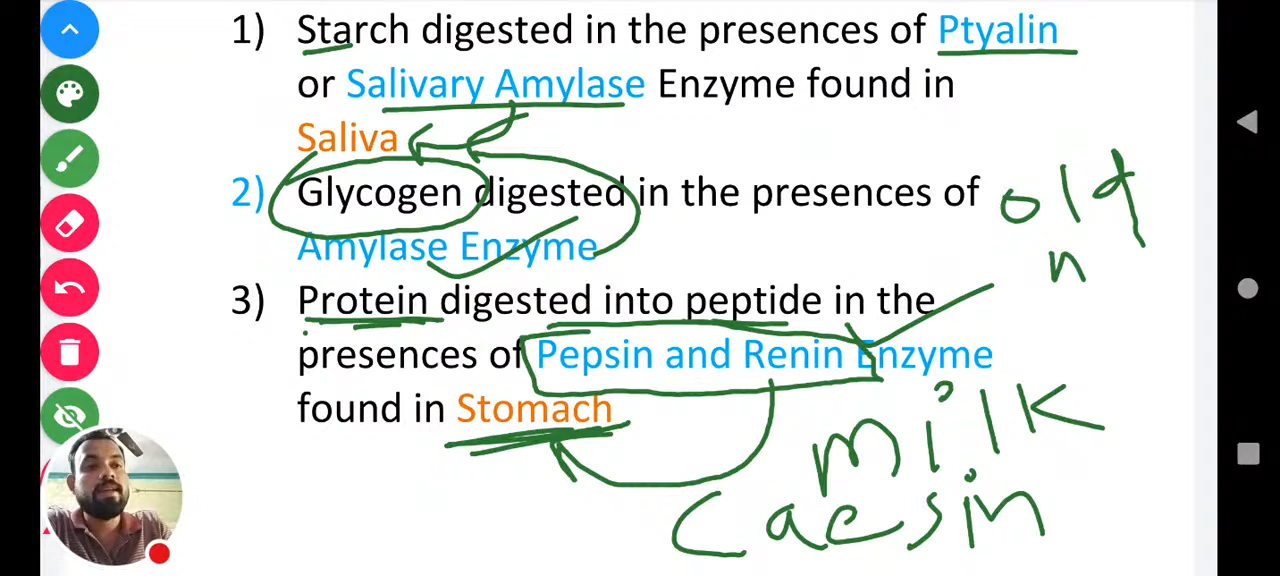 1) Starch digested in the presences of Ptyalin
or Salivary Amylase Enzyme found in
Saliva
2) Glycogen digested in the presences of
Amylase Enzyme
3) Protein digested into peptide in the
presences of Pepsin and Renin Enzyme
found in Stomach
milk
caesin